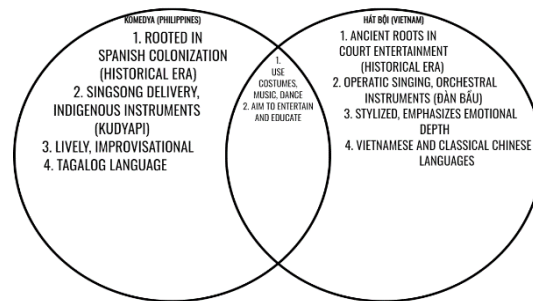 KOMEDYA (PHILIPPINES)
1. ROOTED IN
SPANISH COLONIZATION
(HISTORICAL ERA)
2. SINGSONG DELIVERY,
INDIGENOUS INSTRUMENTS
(KUDYAPI)
3. LIVELY, IMPROVISATIONAL
4. TAGALOG LANGUAGE
1.
USE
COSTUMES,
MUSIC, DANCE
2. AIM TO ENTERTAIN
AND EDUCATE
HÁT BỘI (VIETNAM)
1. ANCIENT ROOTS IN
COURT ENTERTAINMENT
(HISTORICAL ERA)
2. OPERATIC SINGING, ORCHESTRAL
INSTRUMENTS (ĐÀN BẦU)
3. STYLIZED, EMPHASIZES EMOTIONAL
DEPTH
4. VIETNAMESE AND CLASSICAL CHINESE
LANGUAGES